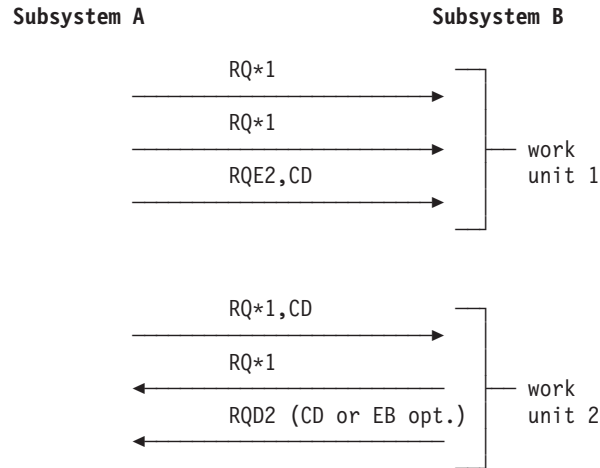 Subsystem A Subsystem B
RQ*1
RQ*1
work
unit 1
RQE2,CD
RQ*1,CD
RQ*1
work
unit 2
RQD2 (CD or EB opt.)